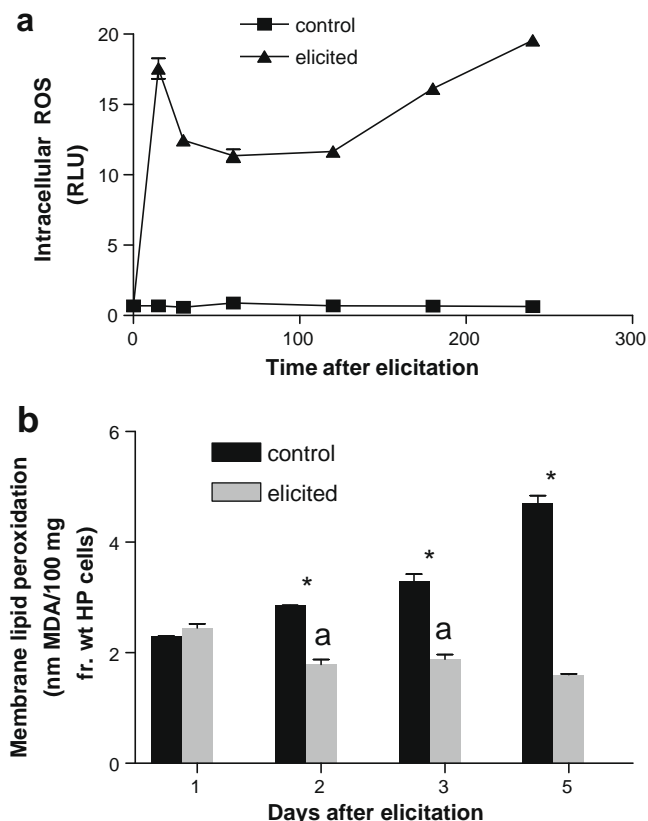 a
control
elicited
Intracellular ROS
(RLU)
20
15
10
5
0
0
100
200
300
Time after elicitation
b
control
elicited
Membrane lipid peroxidation
(nm MDA/100 mg
fr. wt HP cells)
6
4
2
0
*
*
*
a
a
1
2
3
5
Days after elicitation